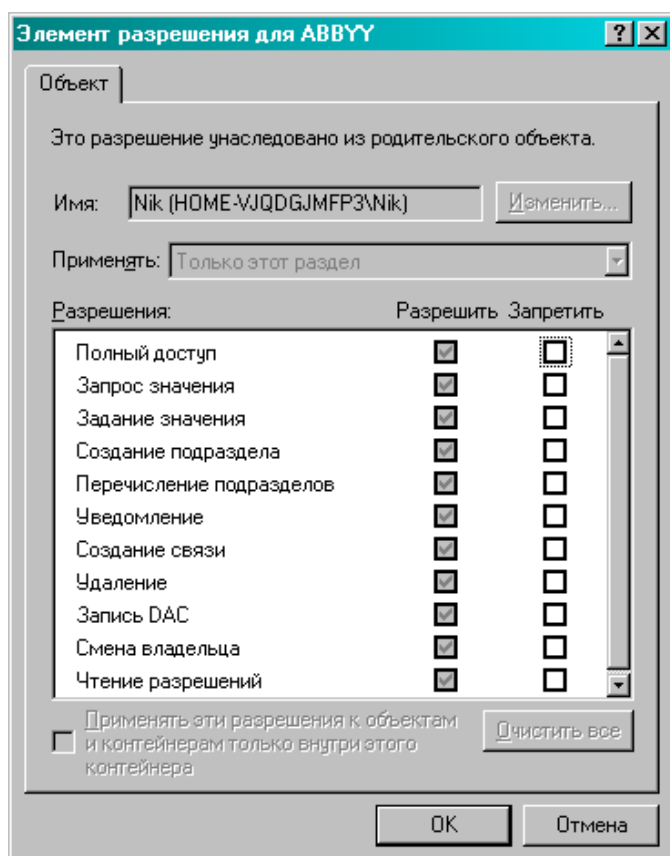 Элемент разрешения для ABBYY
Объект
Это разрешение унаследовано из родительского объекта.
Имя: Nik (HOME-VJQDGJMFP3\Nik) Изменить...
Применять: Только этот раздел
Разрешения: Разрешить Запретить
Полный доступ
Запрос значения
Задание значения
Создание подраздела
Перечисление подразделов
Уведомление
Создание связи
Удаление
Запись DAC
Смена владельца
Чтение разрешений
Применять эти разрешения к объектам
и контейнерам только внутри этого
контейнера
Очистить все
OK Отмена